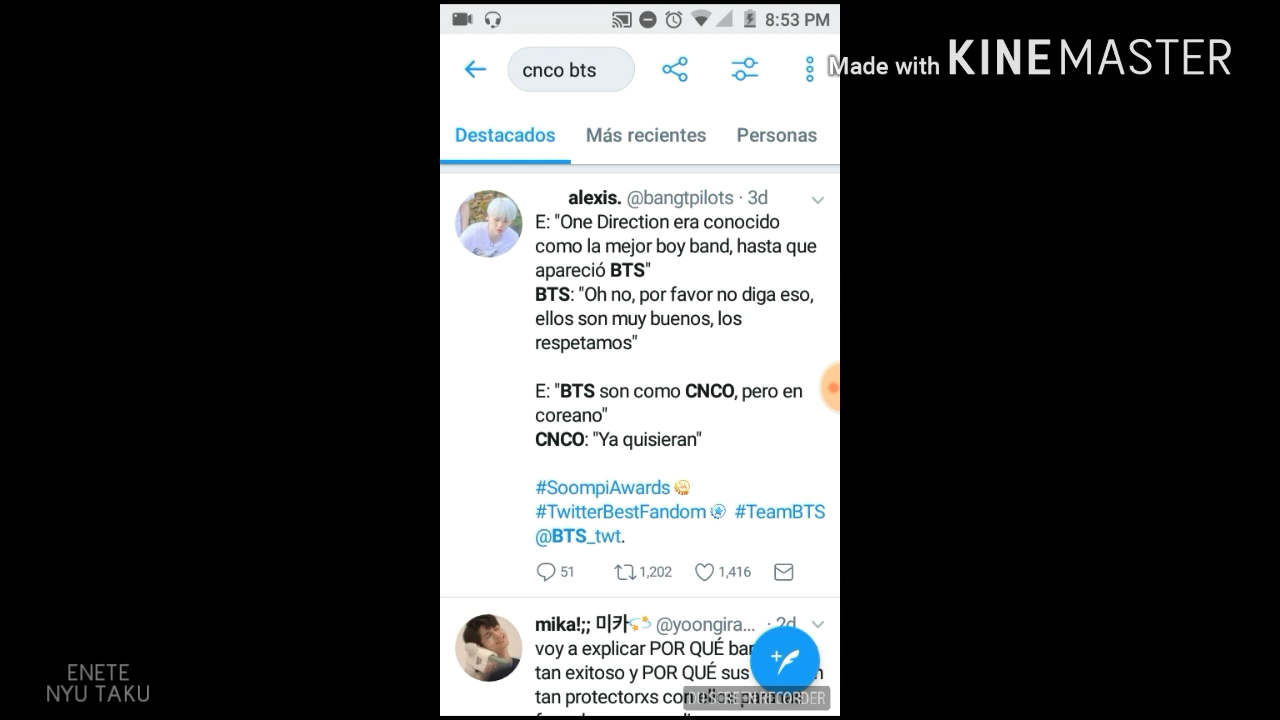 8:53 PM
cnco bts
Made with KINEMASTER
Destacados Más recientes Personas
alexis. @bangtpilots · 3d
E: "One Direction era conocido
como la mejor boy band, hasta que
apareció BTS"
BTS: "Oh no, por favor no diga eso,
ellos son muy buenos, los
respetamos"
E: "BTS son como CNCO, pero en
coreano"
CNCO: "Ya quisieran"
#SoompiAwards
#TwitterBestFandom #TeamBTS
@BTS_twt.
51 1,202 1,416
mika!;; 미카 @yoongira... · 2d
voy a explicar POR QUÉ
tan exitoso y POR QUÉ sus
tan protectorxs con ellos
DU SCREEN RECORDER
ENETE
NYU TAKU